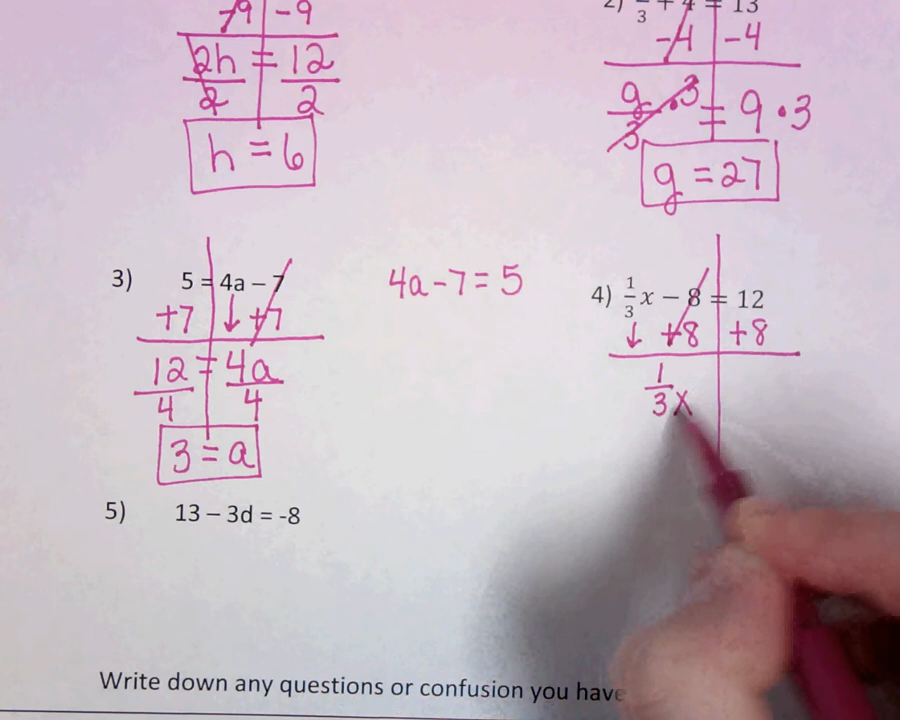 -9 | -9
2h = 12
2 2
h = 6
2) 3 + 4 = 13
-4 | -4
g/3 · 3 = 9 · 3
g = 27
3) 5 = 4a – 7
+7 ↓ +7
12 = 4a
4 4
3 = a
4a - 7 = 5
4) 1/3 x − 8 = 12
↓ +8 +8
1/3 x
5) 13 – 3d = -8
Write down any questions or confusion you have